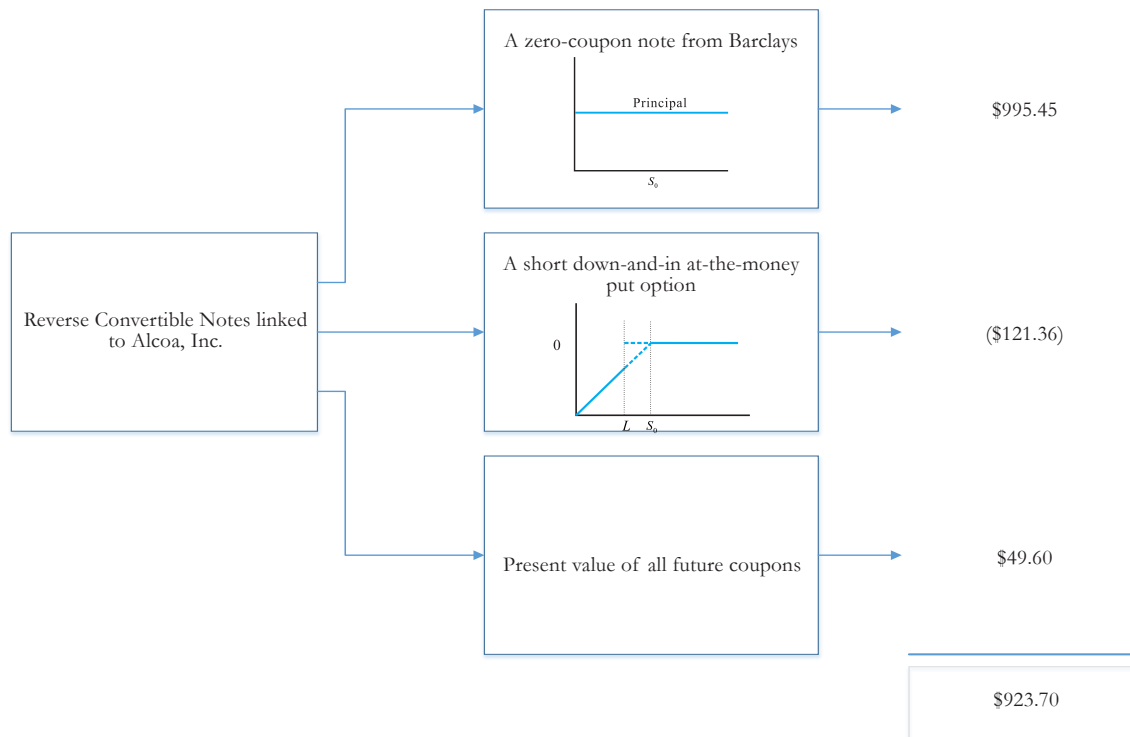 A zero-coupon note from Barclays
Principal
S₀
$995.45
Reverse Convertible Notes linked
to Alcoa, Inc.
A short down-and-in at-the-money
put option
0
L S₀
($121.36)
Present value of all future coupons
$49.60
$923.70